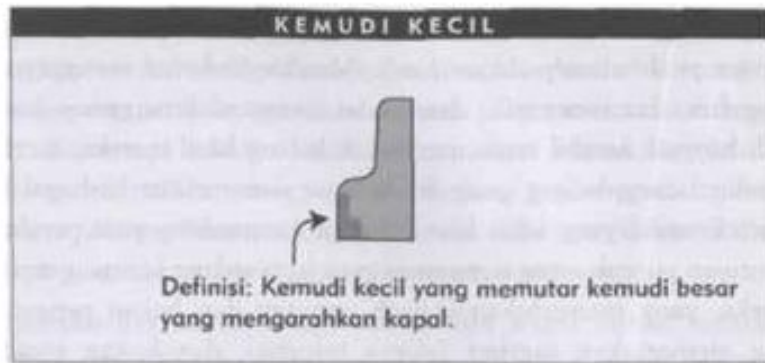 KEMUDI KECIL
Definisi: Kemudi kecil yang memutar kemudi besar
yang mengarahkan kapal.